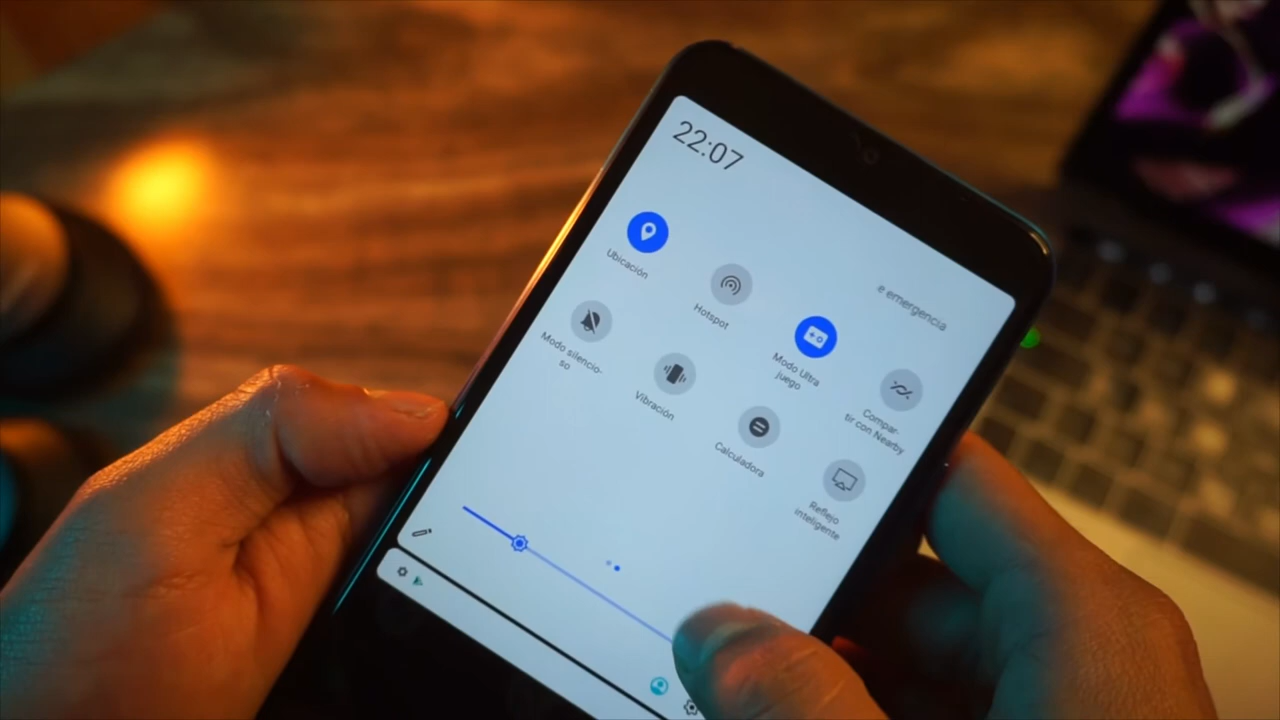 22:07
e emergencia
Ubicación
Hotspot
Modo Ultra
juego
Compar-
tir con Nearby
Modo silencio-
so
Vibración
Calculadora
Reflejo
inteligente